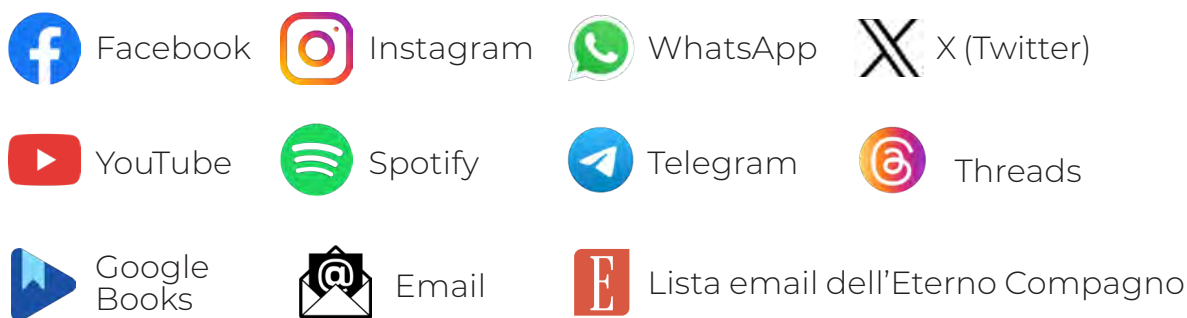 Facebook Instagram WhatsApp X (Twitter)
YouTube Spotify Telegram Threads
Google
Books
Email
E Lista email dell’Eterno Compagno